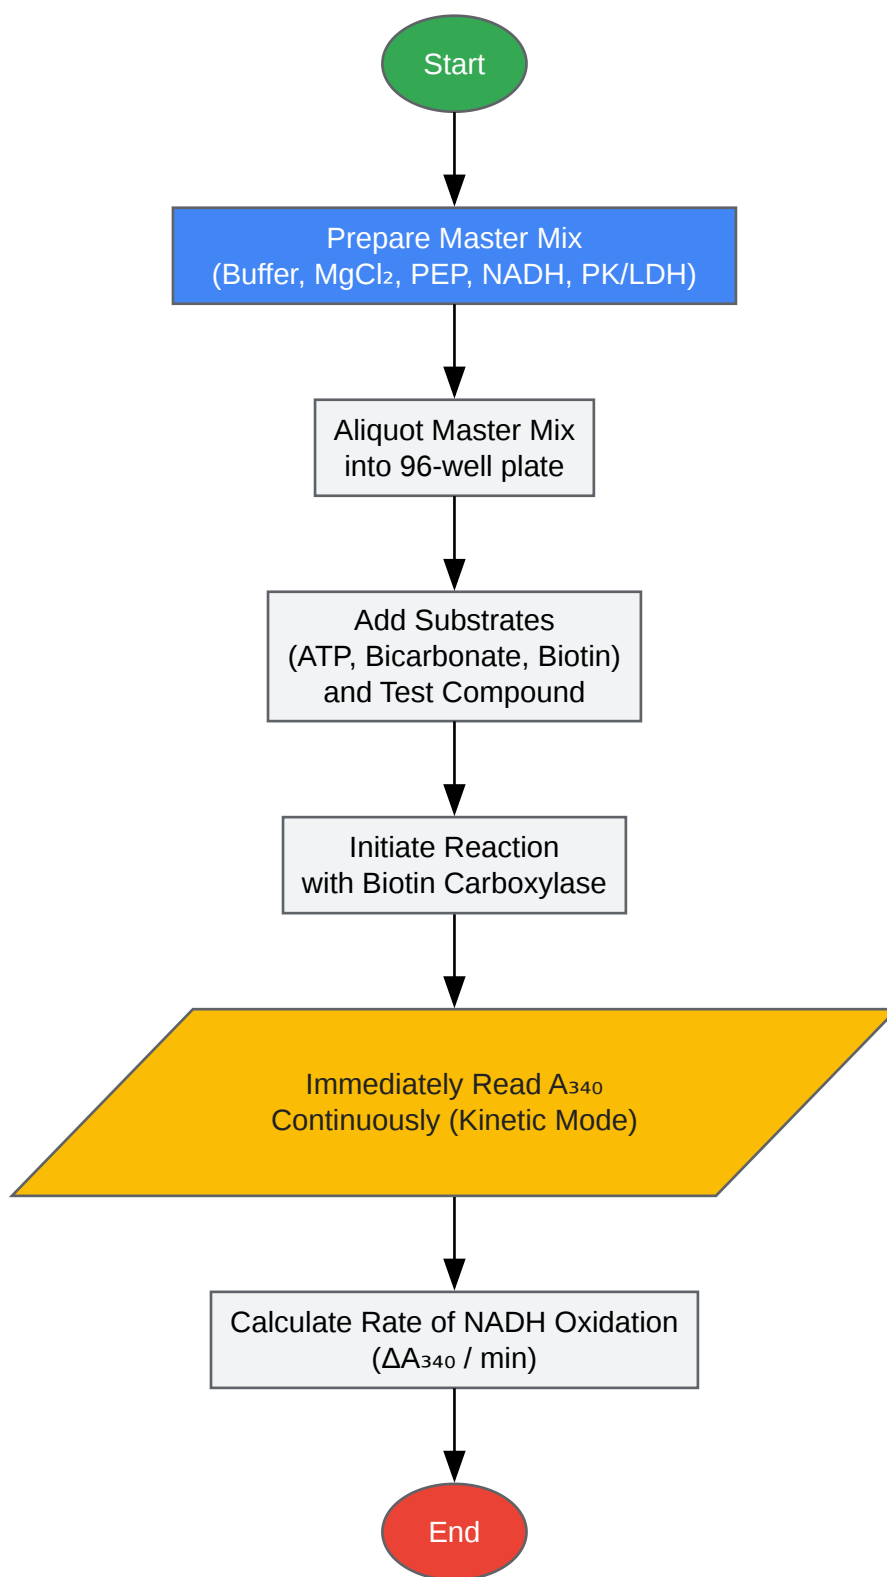 Start
Prepare Master Mix
(Buffer, MgCl₂, PEP, NADH, PK/LDH)
Aliquot Master Mix
into 96-well plate
Add Substrates
(ATP, Bicarbonate, Biotin)
and Test Compound
Initiate Reaction
with Biotin Carboxylase
Immediately Read A₃₄₀
Continuously (Kinetic Mode)
Calculate Rate of NADH Oxidation
(ΔA₃₄₀ / min)
End